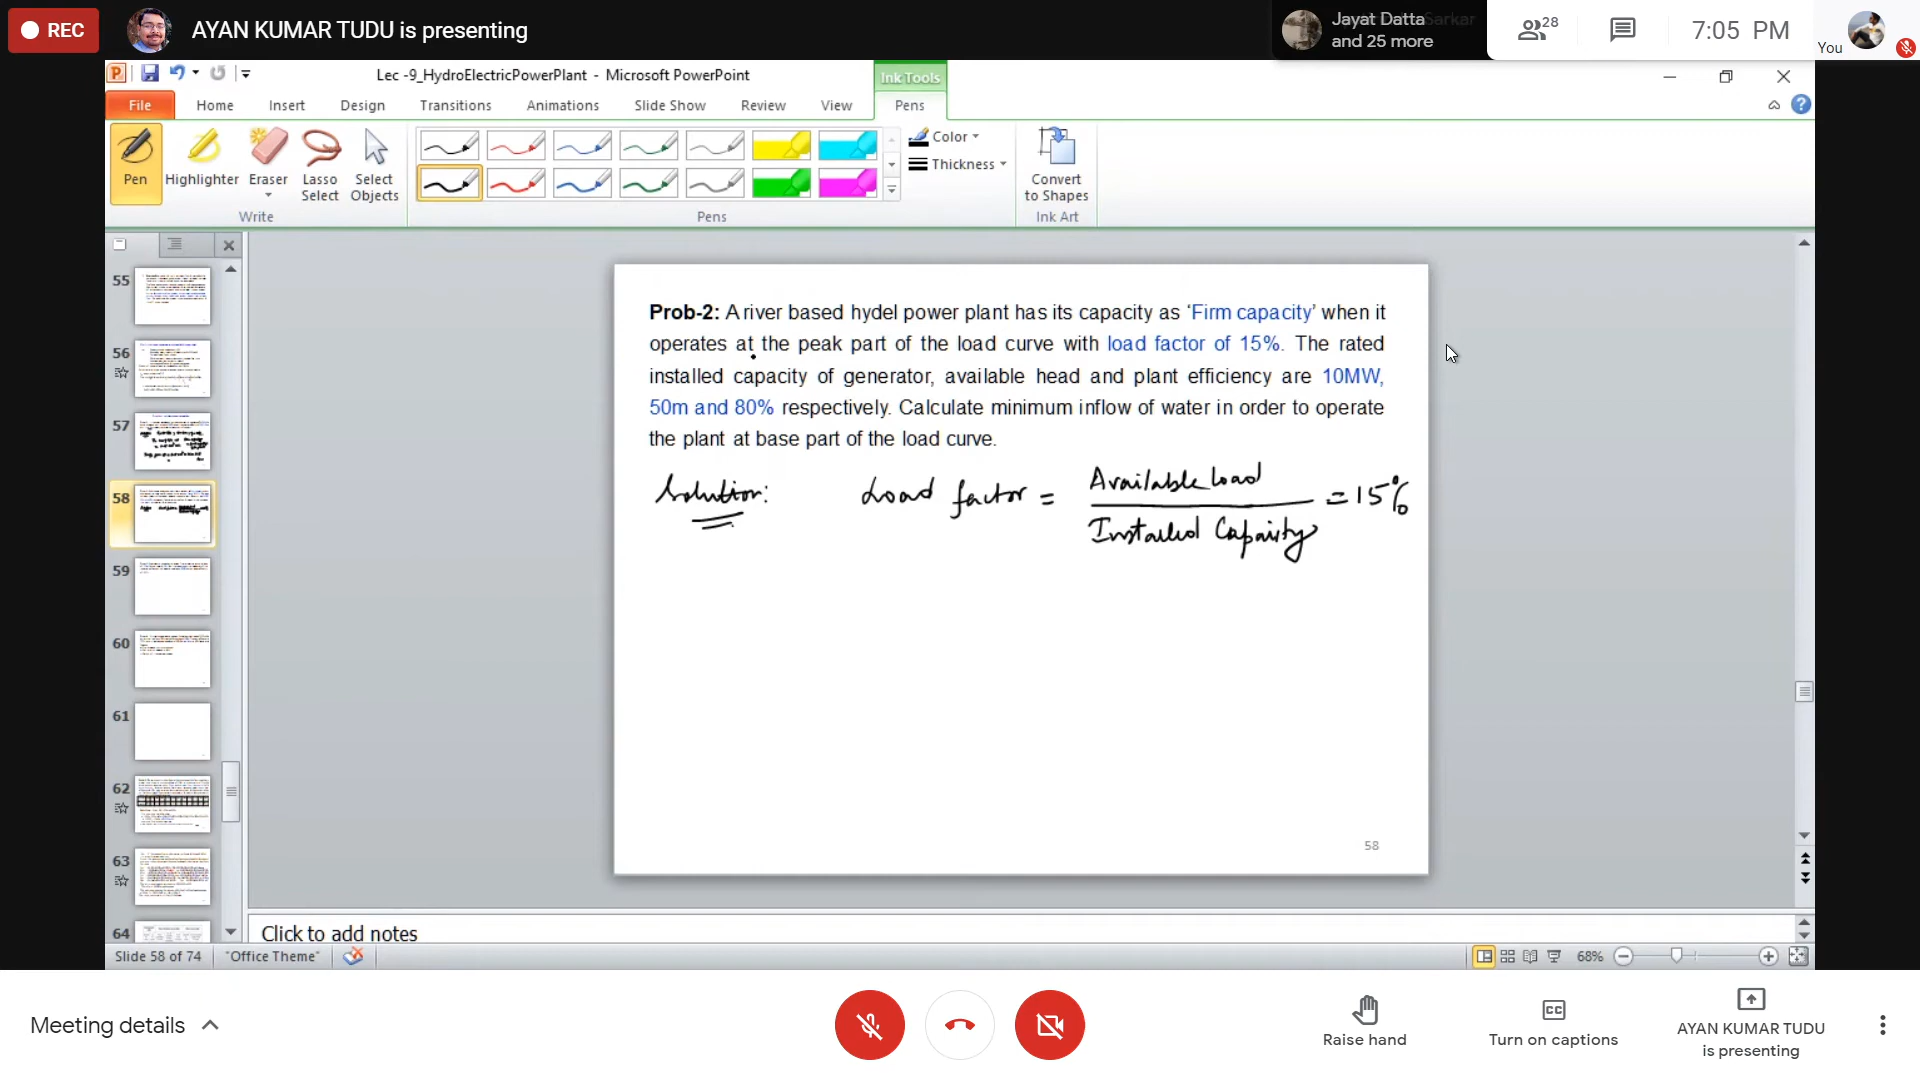 REC
AYAN KUMAR TUDU is presenting
Jayat Datta
Sarkar
and 25 more
28
7:05 PM
You
Lec -9_HydroElectricPowerPlant - Microsoft PowerPoint
Ink Tools
File
Home
Insert
Design
Transitions
Animations
Slide Show
Review
View
Pens
Pen
Highlighter
Eraser
Lasso
Select
Select
Objects
Write
Pens
Color
Thickness
Convert
to Shapes
Ink Art
55
56
57
58
59
60
61
62
63
64
Prob-2: A river based hydel power plant has its capacity as ‘Firm capacity’ when it
operates at the peak part of the load curve with load factor of 15%. The rated
installed capacity of generator, available head and plant efficiency are 10MW,
50m and 80% respectively. Calculate minimum inflow of water in order to operate
the plant at base part of the load curve.
Solution:
Load factor = Available Load
Installed Capacity
= 15%
58
Click to add notes
Slide 58 of 74
"Office Theme"
68%
Meeting details
Raise hand
Turn on captions
AYAN KUMAR TUDU
is presenting